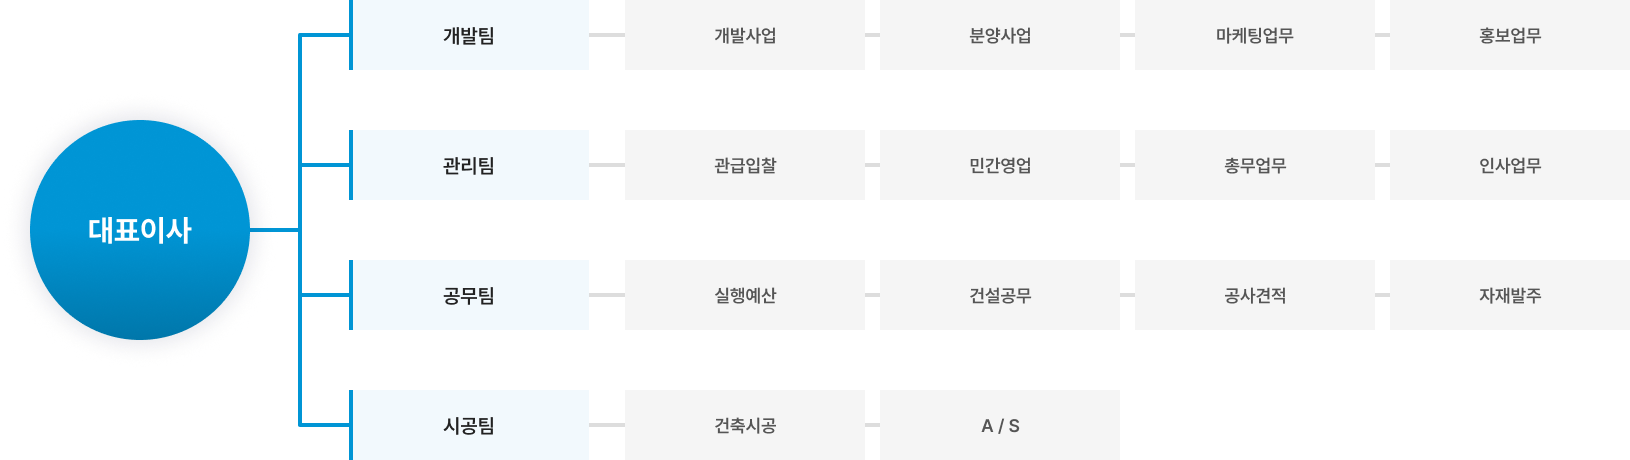 대표이사
개발팀
개발사업
분양사업
마케팅업무
홍보업무
관리팀
관급입찰
민간영업
총무업무
인사업무
공무팀
실행예산
건설공무
공사견적
자재발주
시공팀
건축시공
A / S